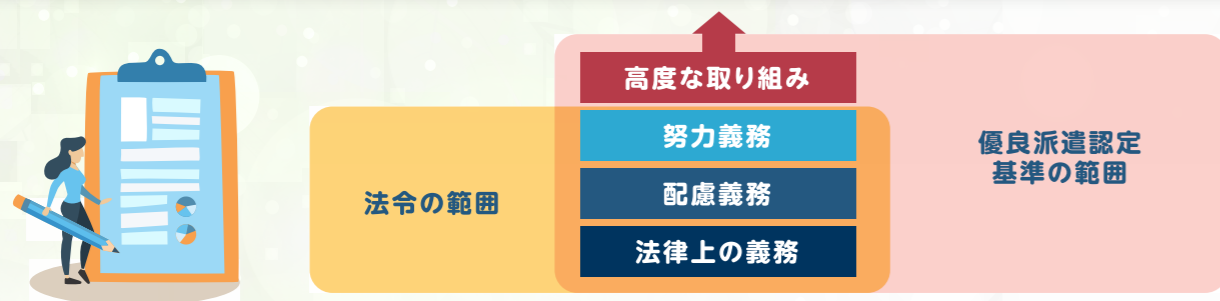 高度な取り組み
努力義務
配慮義務
法律上の義務
法令の範囲
優良派遣認定
基準の範囲